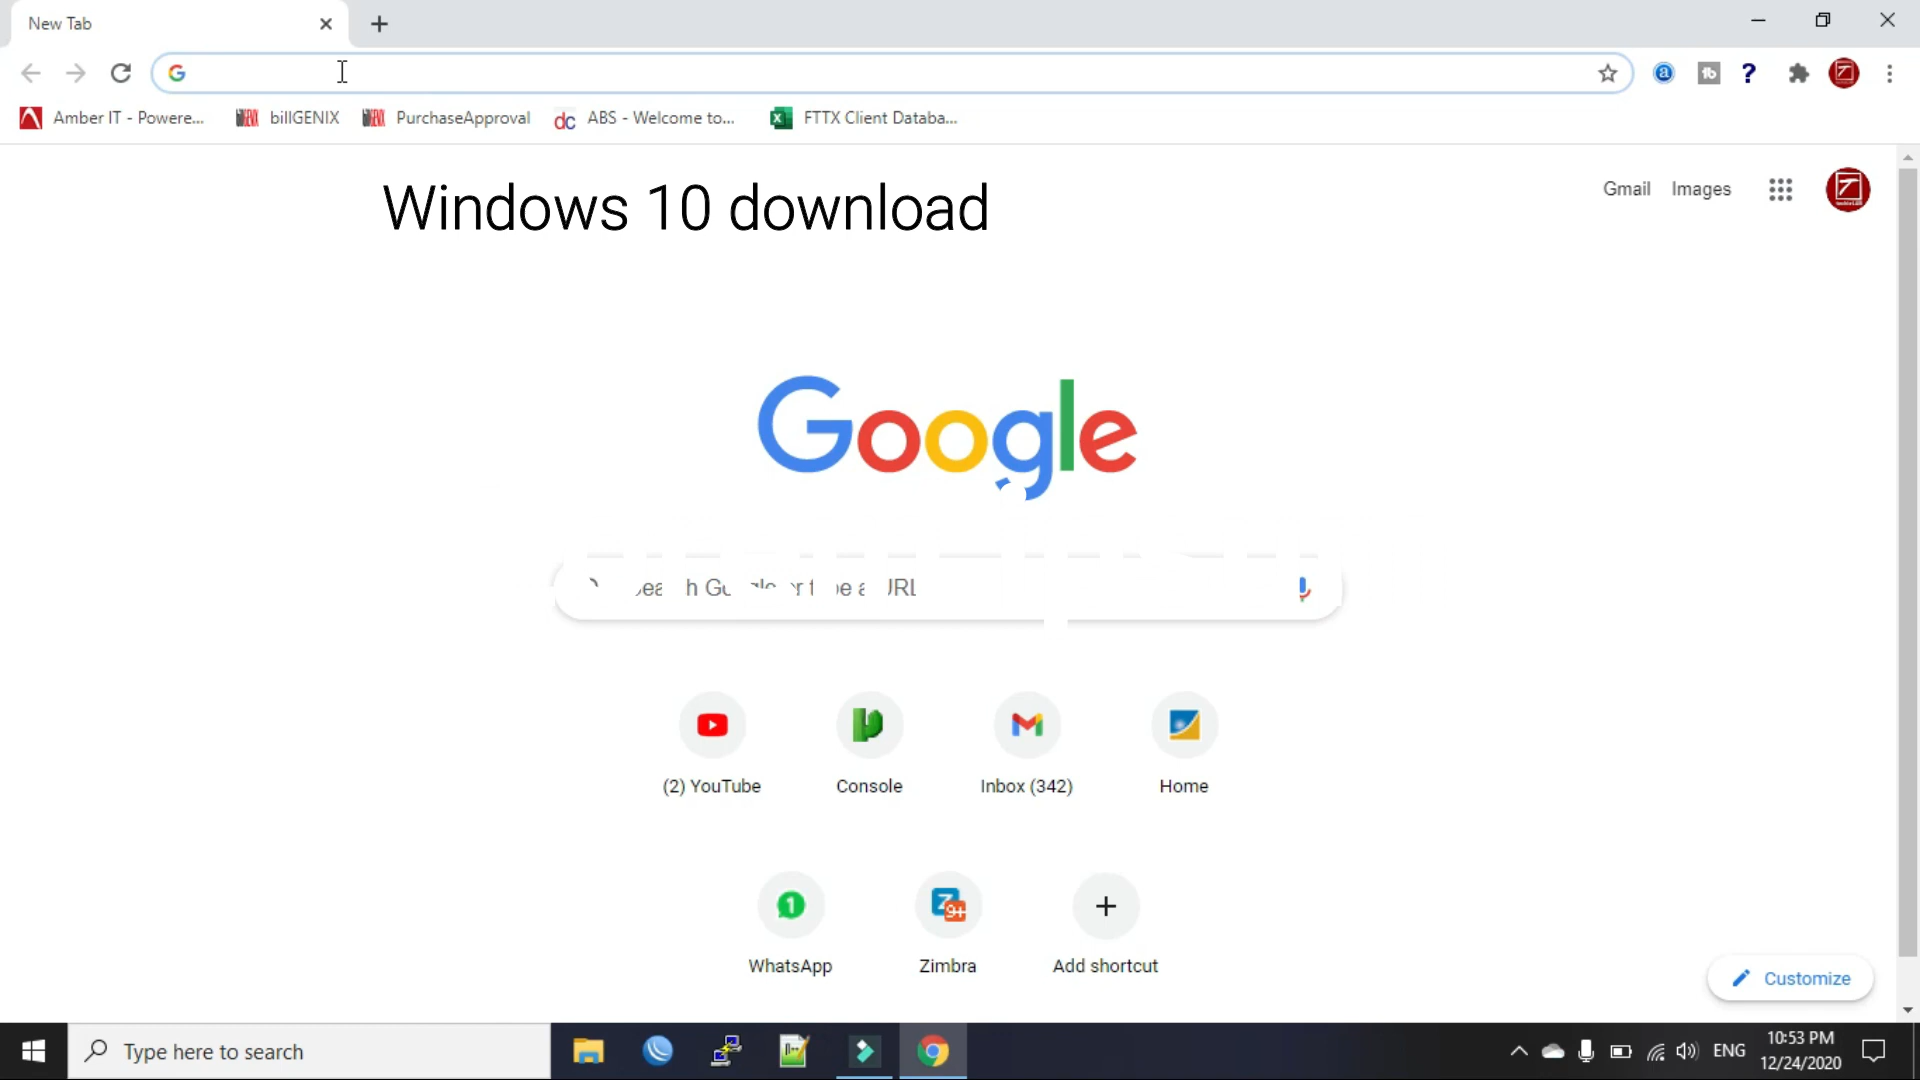 New Tab
Amber IT - Powere...
billGENIX
PurchaseApproval
ABS - Welcome to...
FTTX Client Databa...
Windows 10 download
Gmail
Images
Google
(2) YouTube
Console
Inbox (342)
Home
WhatsApp
Zimbra
Add shortcut
Customize
Type here to search
ENG
10:53 PM
12/24/2020